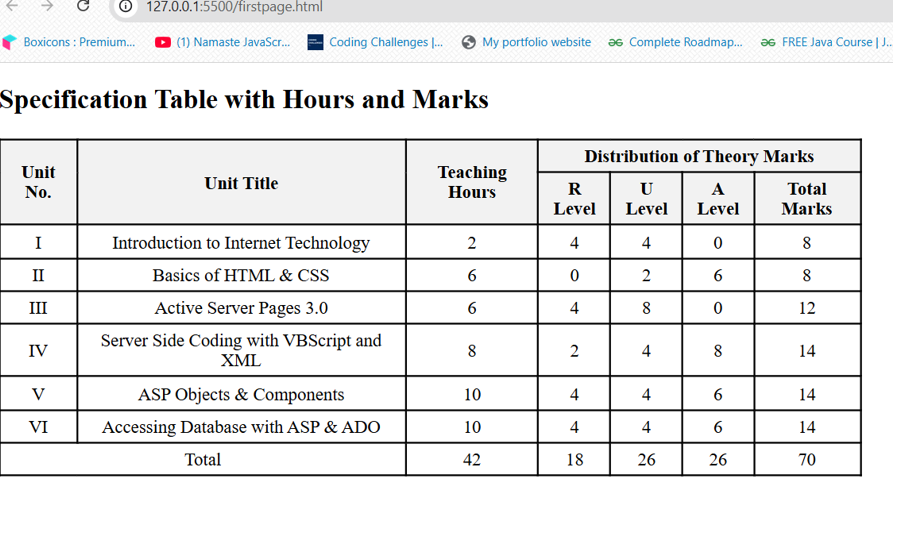 127.0.0.1:5500/firstpage.html
Boxicons : Premium... (1) Namaste JavaScr... Coding Challenges |... My portfolio website Complete Roadmap... FREE Java Course | J...
Specification Table with Hours and Marks
Unit No. Unit Title Teaching Hours Distribution of Theory Marks
R Level U Level A Level Total Marks
I Introduction to Internet Technology 2 4 4 0 8
II Basics of HTML & CSS 6 0 2 6 8
III Active Server Pages 3.0 6 4 8 0 12
IV Server Side Coding with VBScript and XML 8 2 4 8 14
V ASP Objects & Components 10 4 4 6 14
VI Accessing Database with ASP & ADO 10 4 4 6 14
Total 42 18 26 26 70